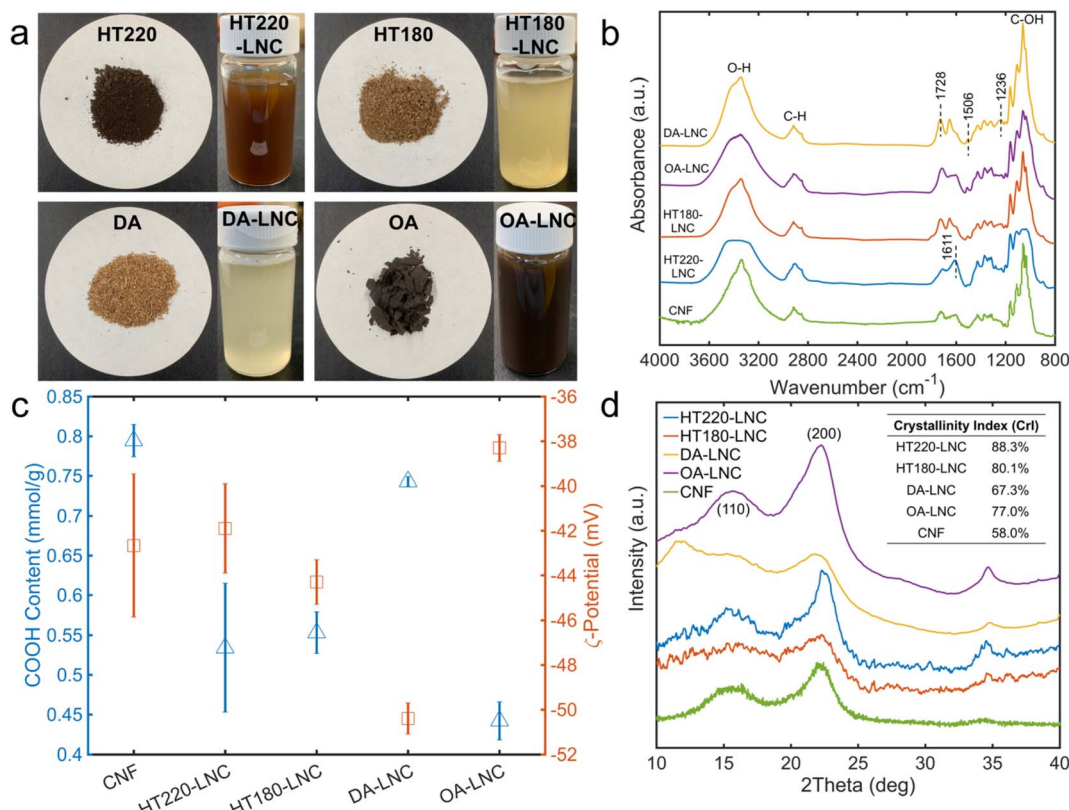 a
HT220
HT220
-LNC
HT180
HT180
-LNC
DA
DA-LNC
OA
OA-LNC
b
Absorbance (a.u.)
O-H
C-H
1728
1506
1236
C-OH
DA-LNC
OA-LNC
HT180-
LNC
1611
HT220-
LNC
CNF
4000 3600 3200 2800 2400 2000 1600 1200 800
Wavenumber (cm⁻¹)
c
COOH Content (mmol/g)
0.85
0.8
0.75
0.7
0.65
0.6
0.55
0.5
0.45
0.4
-36
-38
-40
-42
-44
-46
-48
-50
-52
ζ-Potential (mV)
CNF HT220-LNC HT180-LNC DA-LNC OA-LNC
d
Intensity (a.u.)
HT220-LNC
HT180-LNC
DA-LNC
OA-LNC
CNF
(110)
(200)
Crystallinity Index (CrI)
HT220-LNC 88.3%
HT180-LNC 80.1%
DA-LNC 67.3%
OA-LNC 77.0%
CNF 58.0%
10 15 20 25 30 35 40
2Theta (deg)